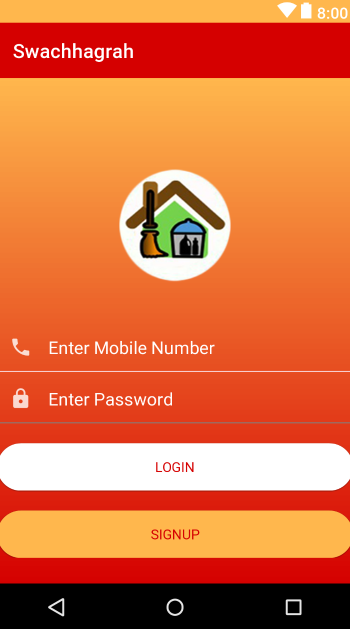 8:00
Swachhagrah
Enter Mobile Number
Enter Password
LOGIN
SIGNUP